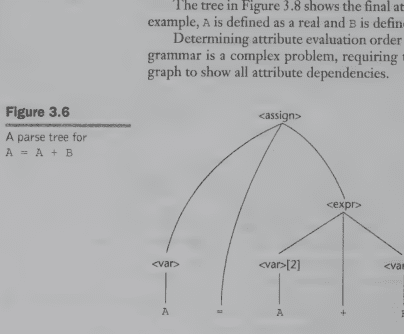 The tree in Figure 3.8 shows the final at
example, A is defined as a real and B is defin
Determining attribute evaluation order
grammar is a complex problem, requiring
graph to show all attribute dependencies.
Figure 3.6
A parse tree for
A = A + B
<assign>
<expr>
<var> <var>[2] <var
A = A +